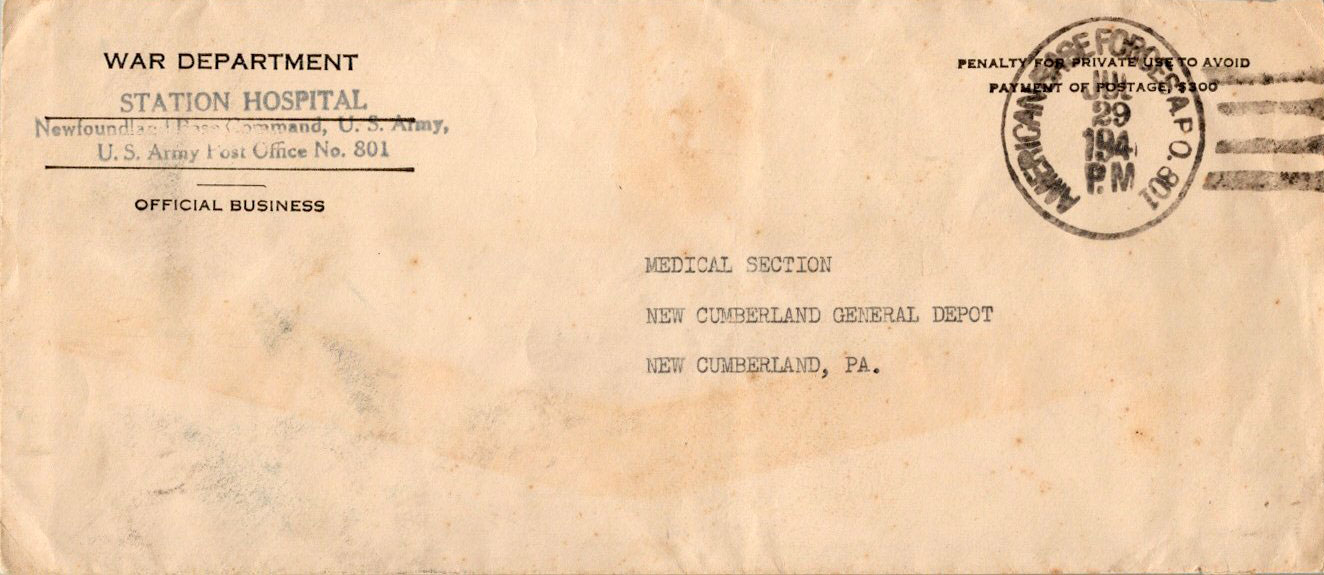 WAR DEPARTMENT
STATION HOSPITAL
Newfoundland Base Command, U. S. Army,
U. S. Army Post Office No. 801
OFFICIAL BUSINESS
PENALTY FOR PRIVATE USE TO AVOID
PAYMENT OF POSTAGE, $300
AMERICAN BASE FORCES A.P.O. 801
JUL
29
194
P.M
MEDICAL SECTION
NEW CUMBERLAND GENERAL DEPOT
NEW CUMBERLAND, PA.